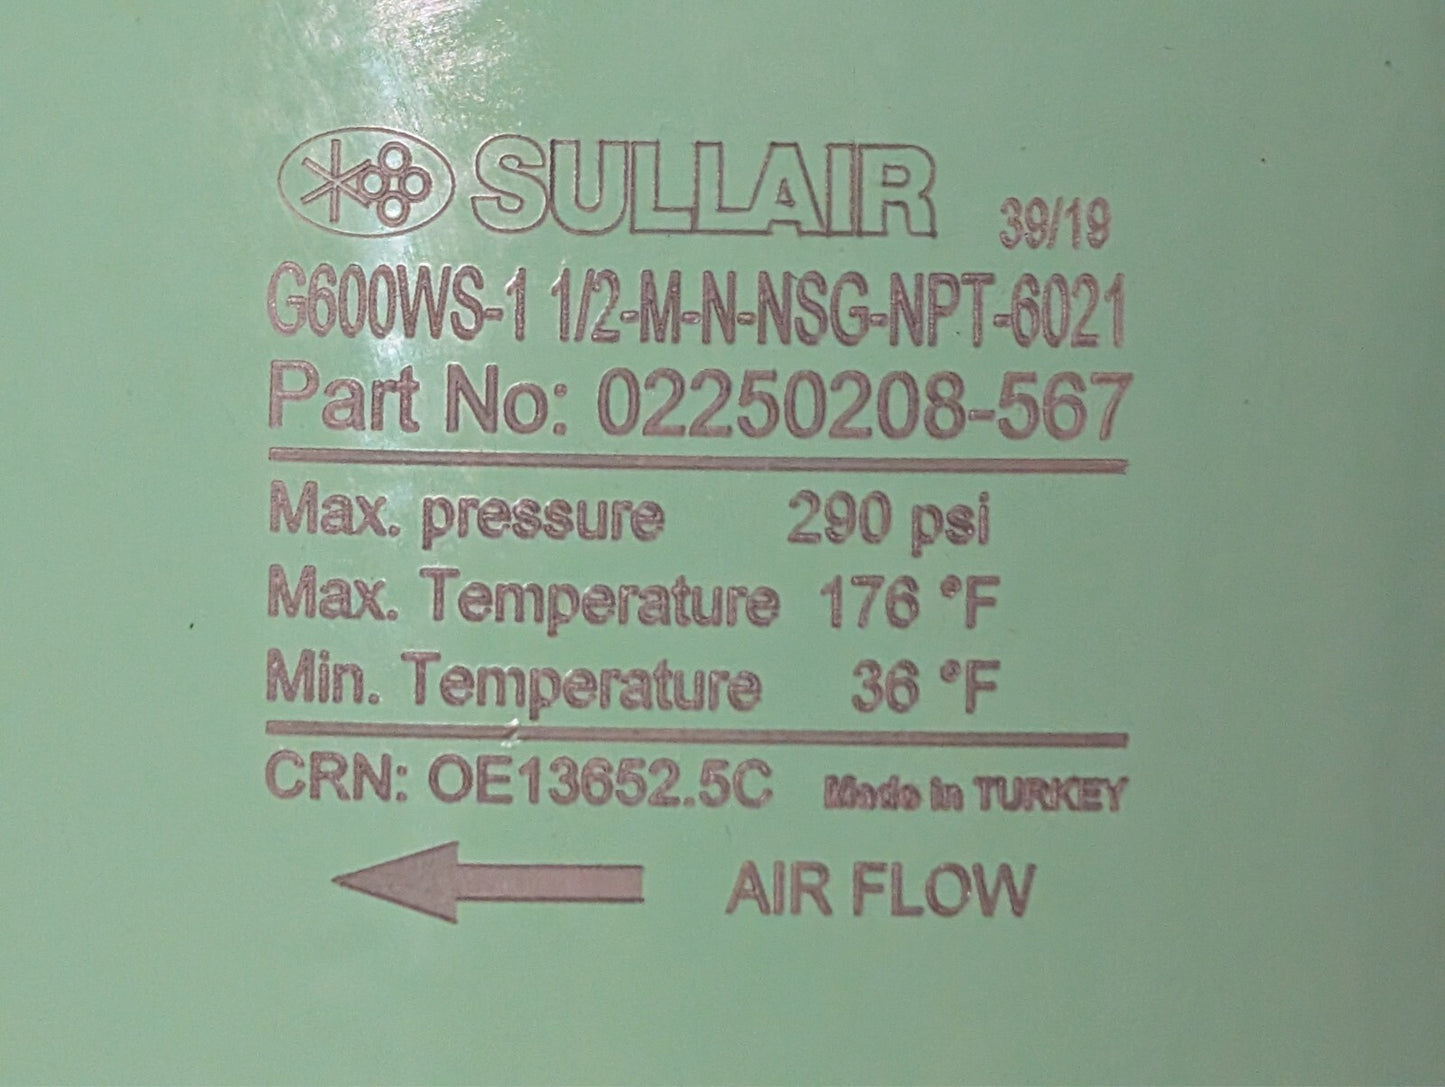 SULLAIR 39/19
G600WS-1 1/2-M-N-NSG-NPT-6021
Part No: 02250208-567
Max. pressure 290 psi
Max. Temperature 176 °F
Min. Temperature 36 °F
CRN: OE13652.5C Made in TURKEY
AIR FLOW